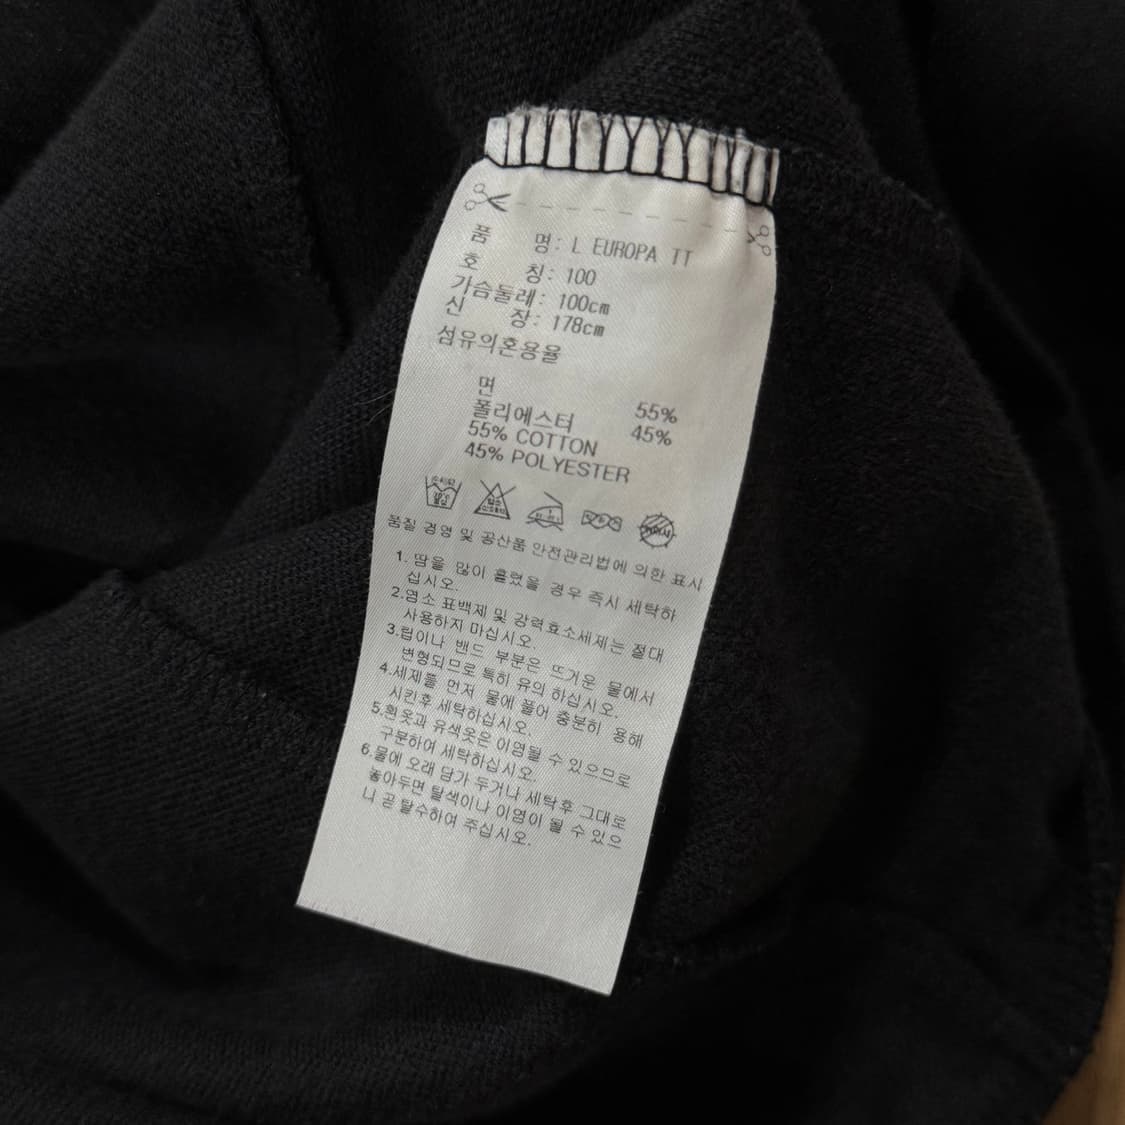 품 명: L EUROPA TT
호 칭: 100
가슴둘레: 100cm
신 장: 178cm
섬유의혼용율
면 55%
폴리에스터 45%
55% COTTON
45% POLYESTER
품질 경영 및 공산품 안전관리법에 의한 표시
1. 땀을 많이 흘렸을 경우 즉시 세탁하
십시오.
2.염소 표백제 및 강력효소세제는 절대
사용하지 마십시오.
3.립이나 밴드 부분은 뜨거운 물에서
변형되므로 특히 유의 하십시오.
4.세제를 먼저 물에 풀어 충분히 용해
시킨후 세탁하십시오.
5.흰옷과 유색옷은 이염될 수 있으므로
구분하여 세탁하십시오.
6.물에 오래 담가 두거나 세탁후 그대로
놓아두면 탈색이나 이염이 될 수 있으
니 곧 탈수하여 주십시오.